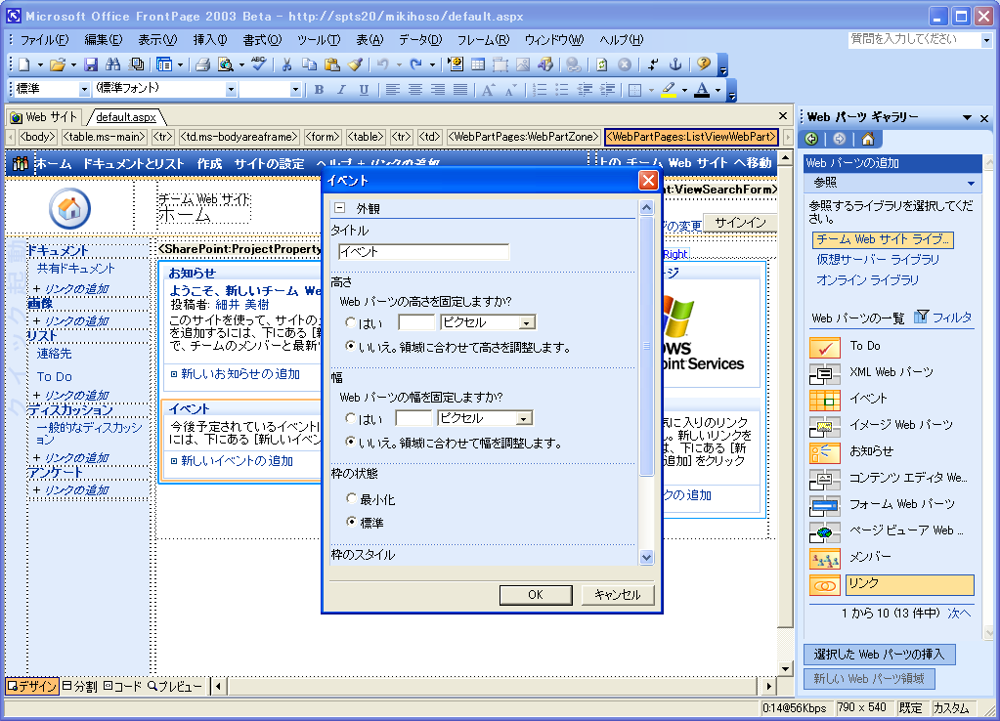 Microsoft Office FrontPage 2003 Beta - http://spts20/mikihoso/default.aspx
ファイル(F) 編集(E) 表示(V) 挿入(I) 書式(O) ツール(T) 表(A) データ(D) フレーム(R) ウィンドウ(W) ヘルプ(H) 質問を入力してください
標準 (標準フォント) B I U
Web サイト default.aspx
<body> <table.ms-main> <tr> <td.ms-bodyareaframe> <form> <table> <tr> <td> <WebPartPages:WebPartZone> <WebPartPages:ListViewWebPart>
ホーム ドキュメントとリスト 作成 サイトの設定 ヘルプ + リンクの追加 上の チーム Web サイト へ移動
チーム Web サイト
ホーム
nt:ViewSearchForm>
ジの変更 サインイン
Right
<SharePoint:ProjectProperty
ドキュメント
共有ドキュメント
+ リンクの追加
画像
+ リンクの追加
リスト
連絡先
To Do
+ リンクの追加
ディスカッション
一般的なディスカッション
+ リンクの追加
アンケート
+ リンクの追加
お知らせ
ようこそ、新しいチーム We
投稿者: 細井 美樹
このサイトを使って、サイトの
を追加するには、下にある [新
で、チームのメンバーと最新
新しいお知らせの追加
イベント
今後予定されているイベント
には、下にある [新しいイベン
新しいイベントの追加
ージ
ows
oint Services
気に入りのリンク
し。新しいリンクを
、下にある [新
追加] をクリック
クの追加
イベント
外観
タイトル
イベント
高さ
Web パーツの高さを固定しますか?
はい ピクセル
いいえ。領域に合わせて高さを調整します。
幅
Web パーツの幅を固定しますか?
はい ピクセル
いいえ。領域に合わせて幅を調整します。
枠の状態
最小化
標準
枠のスタイル
OK キャンセル
Web パーツ ギャラリー
Web パーツの追加
参照
参照するライブラリを選択してくだ
さい。
チーム Web サイト ライブ...
仮想サーバー ライブラリ
オンライン ライブラリ
Web パーツの一覧 フィルタ
To Do
XML Web パーツ
イベント
イメージ Web パーツ
お知らせ
コンテンツ エディタ We...
フォーム Web パーツ
ページ ビューア Web ...
メンバー
リンク
1 から 10 (13 件中) 次へ
選択した Web パーツの挿入
新しい Web パーツ領域
デザイン 分割 コード プレビュー
0:14@56Kbps 790 x 540 既定 カスタム